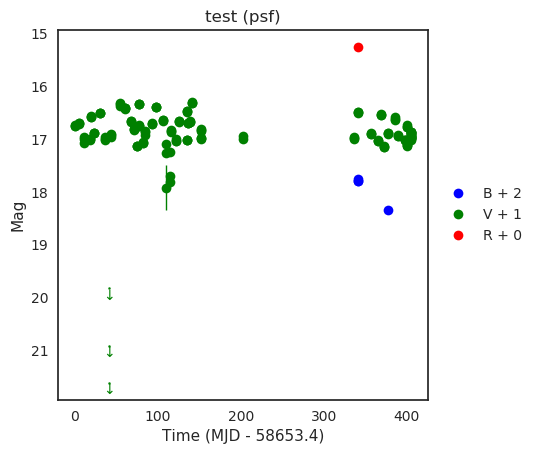 test (psf)
15
16
17
18
19
20
21
Mag
0
100
200
300
400
Time (MJD - 58653.4)
B + 2
V + 1
R + 0